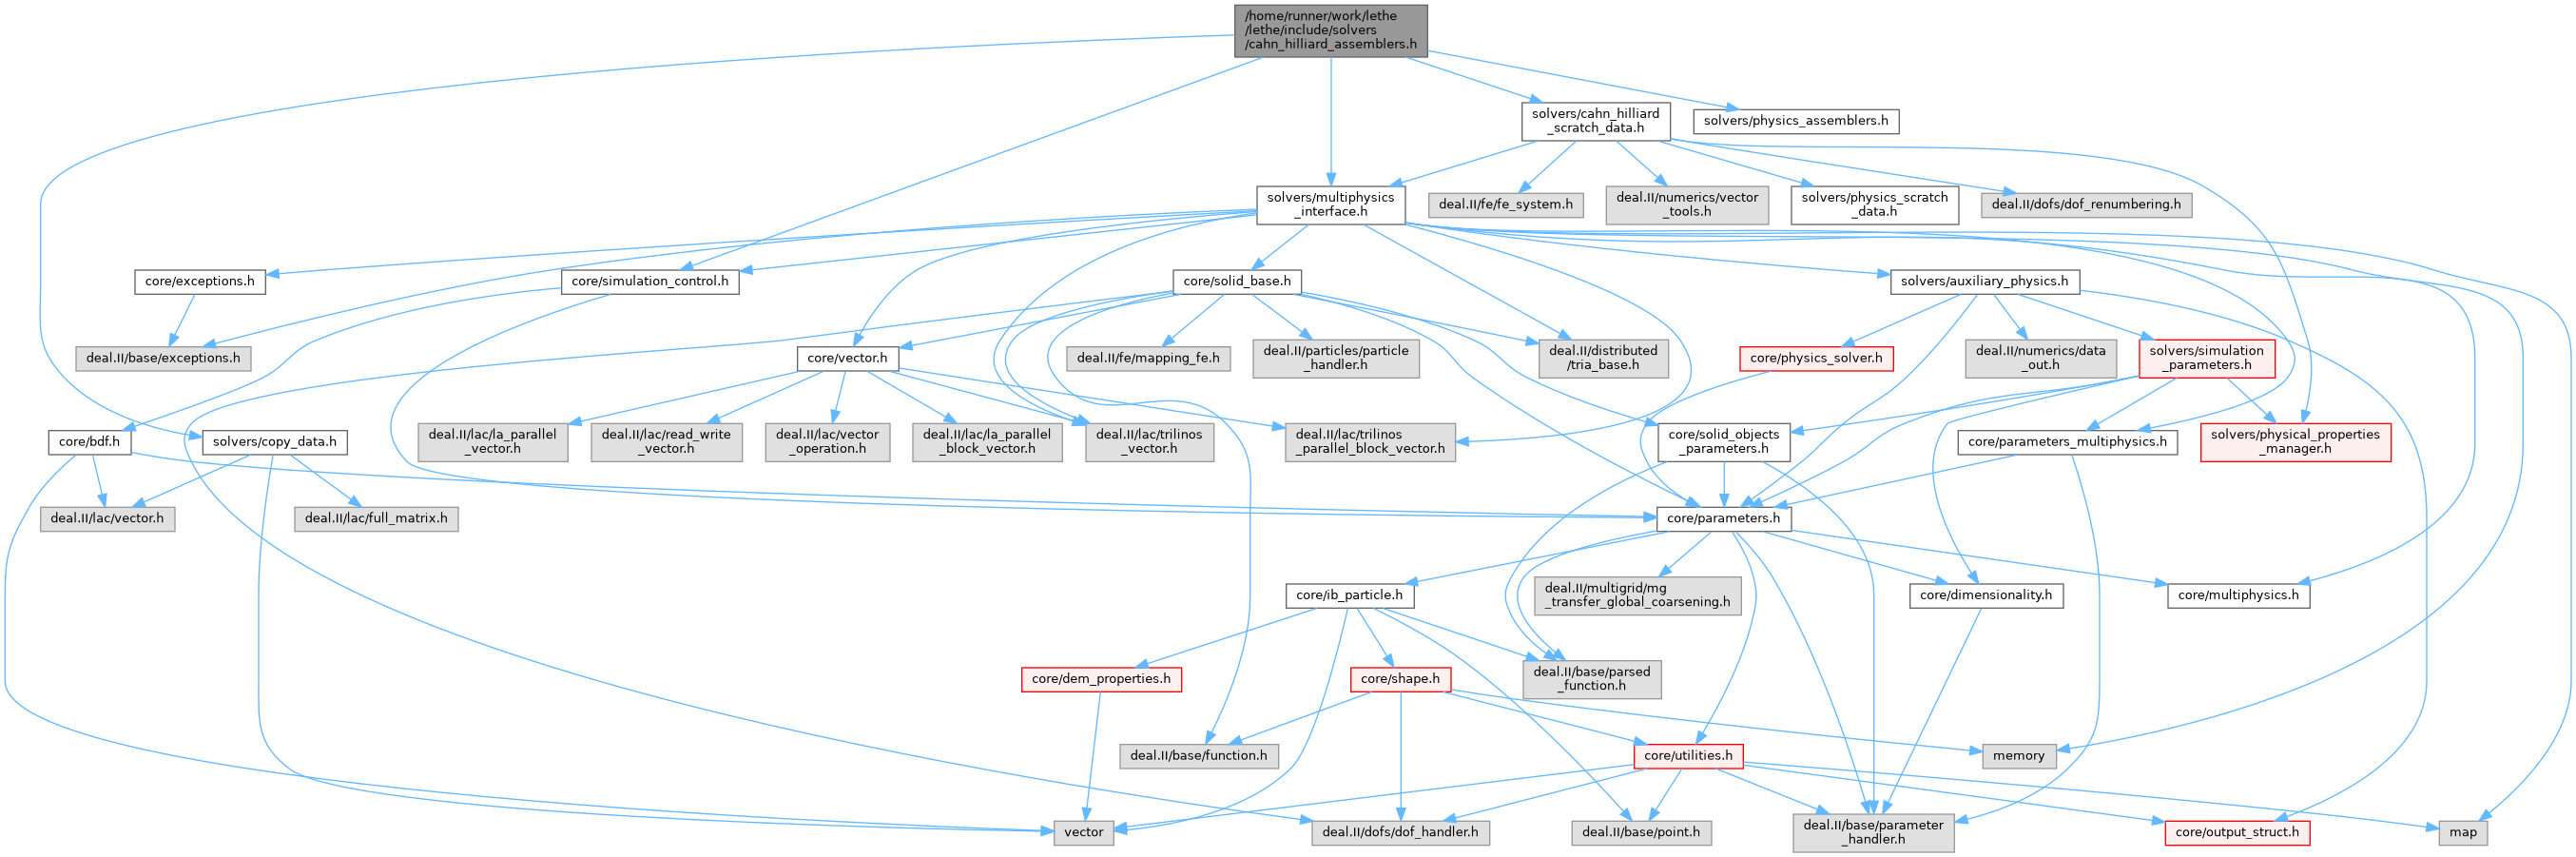 /home/runner/work/lethe
/lethe/include/solvers
/cahn_hilliard_assemblers.h
solvers/cahn_hilliard
_scratch_data.h
solvers/physics_assemblers.h
solvers/multiphysics
_interface.h
deal.II/fe/fe_system.h
deal.II/numerics/vector
_tools.h
solvers/physics_scratch
_data.h
deal.II/dofs/dof_renumbering.h
core/exceptions.h
core/simulation_control.h
core/solid_base.h
solvers/auxiliary_physics.h
deal.II/base/exceptions.h
core/vector.h
deal.II/fe/mapping_fe.h
deal.II/particles/particle
_handler.h
deal.II/distributed
/tria_base.h
core/physics_solver.h
deal.II/numerics/data
_out.h
solvers/simulation
_parameters.h
core/bdf.h
solvers/copy_data.h
deal.II/lac/la_parallel
_vector.h
deal.II/lac/read_write
_vector.h
deal.II/lac/vector
_operation.h
deal.II/lac/la_parallel
_block_vector.h
deal.II/lac/trilinos
_vector.h
deal.II/lac/trilinos
_parallel_block_vector.h
core/solid_objects
_parameters.h
core/parameters_multiphysics.h
solvers/physical_properties
_manager.h
deal.II/lac/vector.h
deal.II/lac/full_matrix.h
core/parameters.h
core/ib_particle.h
deal.II/multigrid/mg
_transfer_global_coarsening.h
core/dimensionality.h
core/multiphysics.h
core/dem_properties.h
core/shape.h
deal.II/base/parsed
_function.h
deal.II/base/function.h
core/utilities.h
memory
vector
deal.II/dofs/dof_handler.h
deal.II/base/point.h
deal.II/base/parameter
_handler.h
core/output_struct.h
map